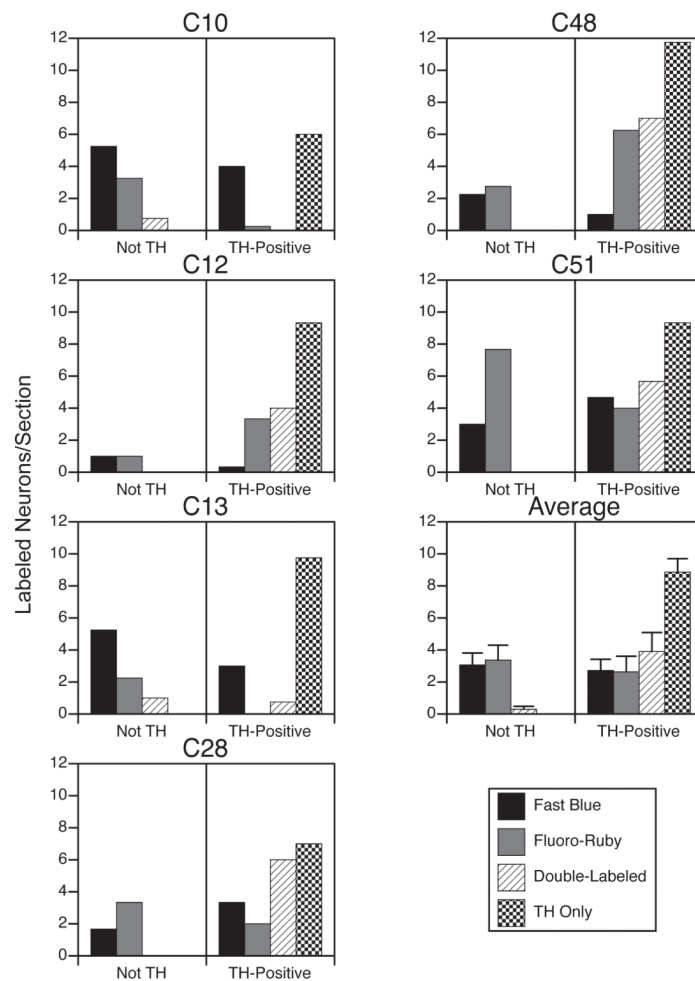 C10
12
10
8
6
4
2
0
Not TH
TH-Positive
C48
12
10
8
6
4
2
0
Not TH
TH-Positive
C12
12
10
8
6
4
2
0
Not TH
TH-Positive
C51
12
10
8
6
4
2
0
Not TH
TH-Positive
Labeled Neurons/Section
C13
12
10
8
6
4
2
0
Not TH
TH-Positive
Average
12
10
8
6
4
2
0
Not TH
TH-Positive
C28
12
10
8
6
4
2
0
Not TH
TH-Positive
Fast Blue
Fluoro-Ruby
Double-Labeled
TH Only